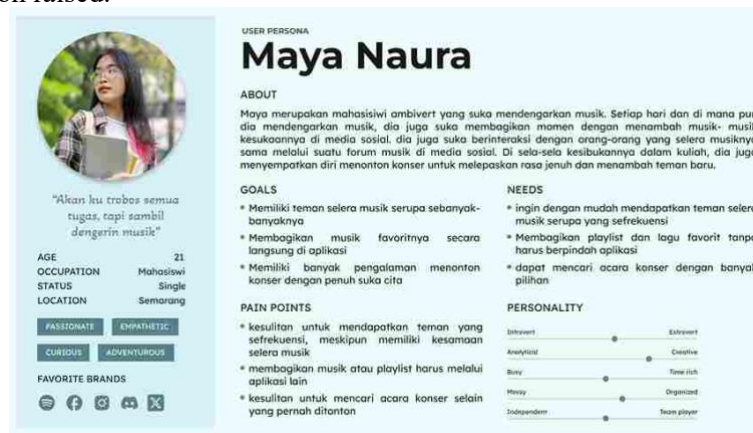 on raised.
USER PERSONA
Maya Naura
ABOUT
Maya merupakan mahasisiwi ambivert yang suka mendengarkan musik. Setiap hari dan di mana pun
dia mendengarkan musik, dia juga suka membagikan momen dengan menambah musik- musik
kesukaannya di media sosial. dia juga suka berinteraksi dengan orang-orang yang selera musiknya
sama melalui suatu forum musik di media sosial. Di sela-sela kesibukannya dalam kuliah, dia juga
menyempatkan diri menonton konser untuk melepaskan rasa jenuh dan menambah teman baru.
"Akan ku trobos semua
tugas, tapi sambil
dengerin musik"
AGE 21
OCCUPATION Mahasiswi
STATUS Single
LOCATION Semarang
PASSIONATE EMPATHETIC
CURIOUS ADVENTUROUS
FAVORITE BRANDS
GOALS
• Memiliki teman selera musik serupa sebanyak-
banyaknya
• Membagikan musik favoritnya secara
langsung di aplikasi
• Memiliki banyak pengalaman menonton
konser dengan penuh suka cita
NEEDS
• ingin dengan mudah mendapatkan teman selera
musik serupa yang sefrekuensi
• Membagikan playlist dan lagu favorit tanpa
harus berpindah aplikasi
• dapat mencari acara konser dengan banyak
pilihan
PAIN POINTS
• kesulitan untuk mendapatkan teman yang
sefrekuensi, meskipun memiliki kesamaan
selera musik
• membagikan musik atau playlist harus melalui
aplikasi lain
• kesulitan untuk mencari acara konser selain
yang pernah ditonton
PERSONALITY
Introvert Extrovert
Analytical Creative
Busy Time rich
Messy Organized
Independent Team player